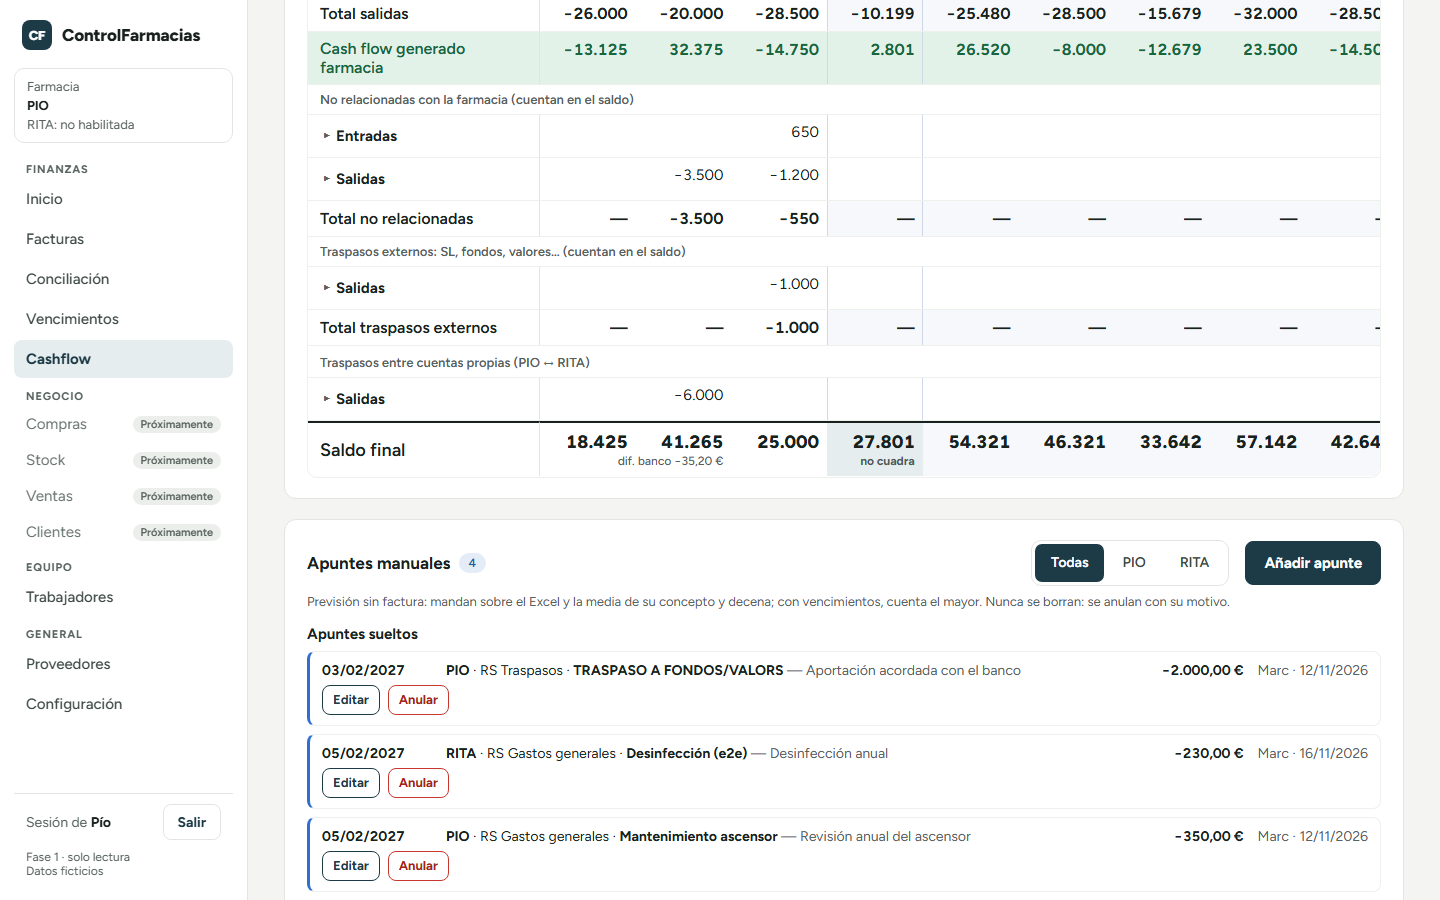 CF ControlFarmacias
Farmacia
PIO
RITA: no habilitada
FINANZAS
Inicio
Facturas
Conciliación
Vencimientos
Cashflow
NEGOCIO
Compras Próximamente
Stock Próximamente
Ventas Próximamente
Clientes Próximamente
EQUIPO
Trabajadores
GENERAL
Proveedores
Configuración
Sesión de Pío Salir
Fase 1 · solo lectura
Datos ficticios
Total salidas −26.000 −20.000 −28.500 −10.199 −25.480 −28.500 −15.679 −32.000 −28.50
Cash flow generado farmacia −13.125 32.375 −14.750 2.801 26.520 −8.000 −12.679 23.500 −14.50
No relacionadas con la farmacia (cuentan en el saldo)
▸ Entradas 650
▸ Salidas −3.500 −1.200
Total no relacionadas — −3.500 −550 — — — — — —
Traspasos externos: SL, fondos, valores… (cuentan en el saldo)
▸ Salidas −1.000
Total traspasos externos — — −1.000 — — — — — —
Traspasos entre cuentas propias (PIO ↔ RITA)
▸ Salidas −6.000
Saldo final 18.425 41.265 25.000 27.801 54.321 46.321 33.642 57.142 42.64
dif. banco −35,20 € no cuadra
Apuntes manuales 4 Todas PIO RITA Añadir apunte
Previsión sin factura: mandan sobre el Excel y la media de su concepto y decena; con vencimientos, cuenta el mayor. Nunca se borran: se anulan con su motivo.
Apuntes sueltos
03/02/2027 PIO · RS Traspasos · TRASPASO A FONDOS/VALORS — Aportación acordada con el banco −2.000,00 € Marc · 12/11/2026
Editar Anular
05/02/2027 RITA · RS Gastos generales · Desinfección (e2e) — Desinfección anual −230,00 € Marc · 16/11/2026
Editar Anular
05/02/2027 PIO · RS Gastos generales · Mantenimiento ascensor — Revisión anual del ascensor −350,00 € Marc · 12/11/2026
Editar Anular